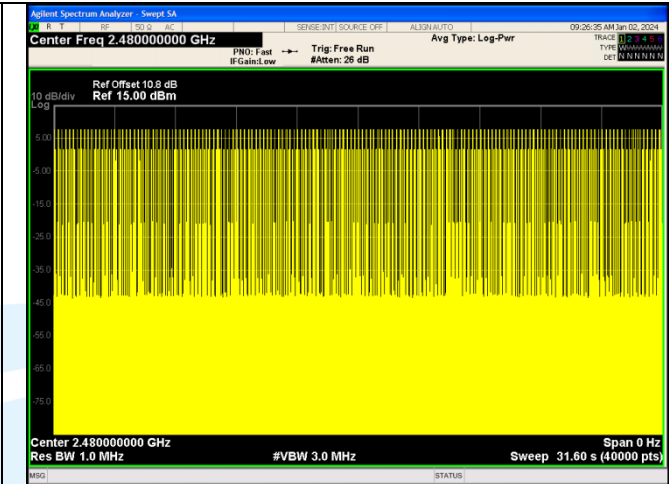 Agilent Spectrum Analyzer - Swept SA
R T RF 50 Ω AC SENSE:INT SOURCE OFF ALIGN AUTO 09:26:35 AM Jan 02, 2024
Center Freq 2.480000000 GHz Avg Type: Log-Pwr TRACE 1 2 3 4 5 6
PNO: Fast Trig: Free Run TYPE WWWWWW
IFGain:Low #Atten: 26 dB DET N N N N N N
Ref Offset 10.8 dB
10 dB/div Ref 15.00 dBm
Log
5.00
-5.00
-15.0
-25.0
-35.0
-45.0
-55.0
-65.0
-75.0
Center 2.480000000 GHz Span 0 Hz
Res BW 1.0 MHz #VBW 3.0 MHz Sweep 31.60 s (40000 pts)
MSG STATUS